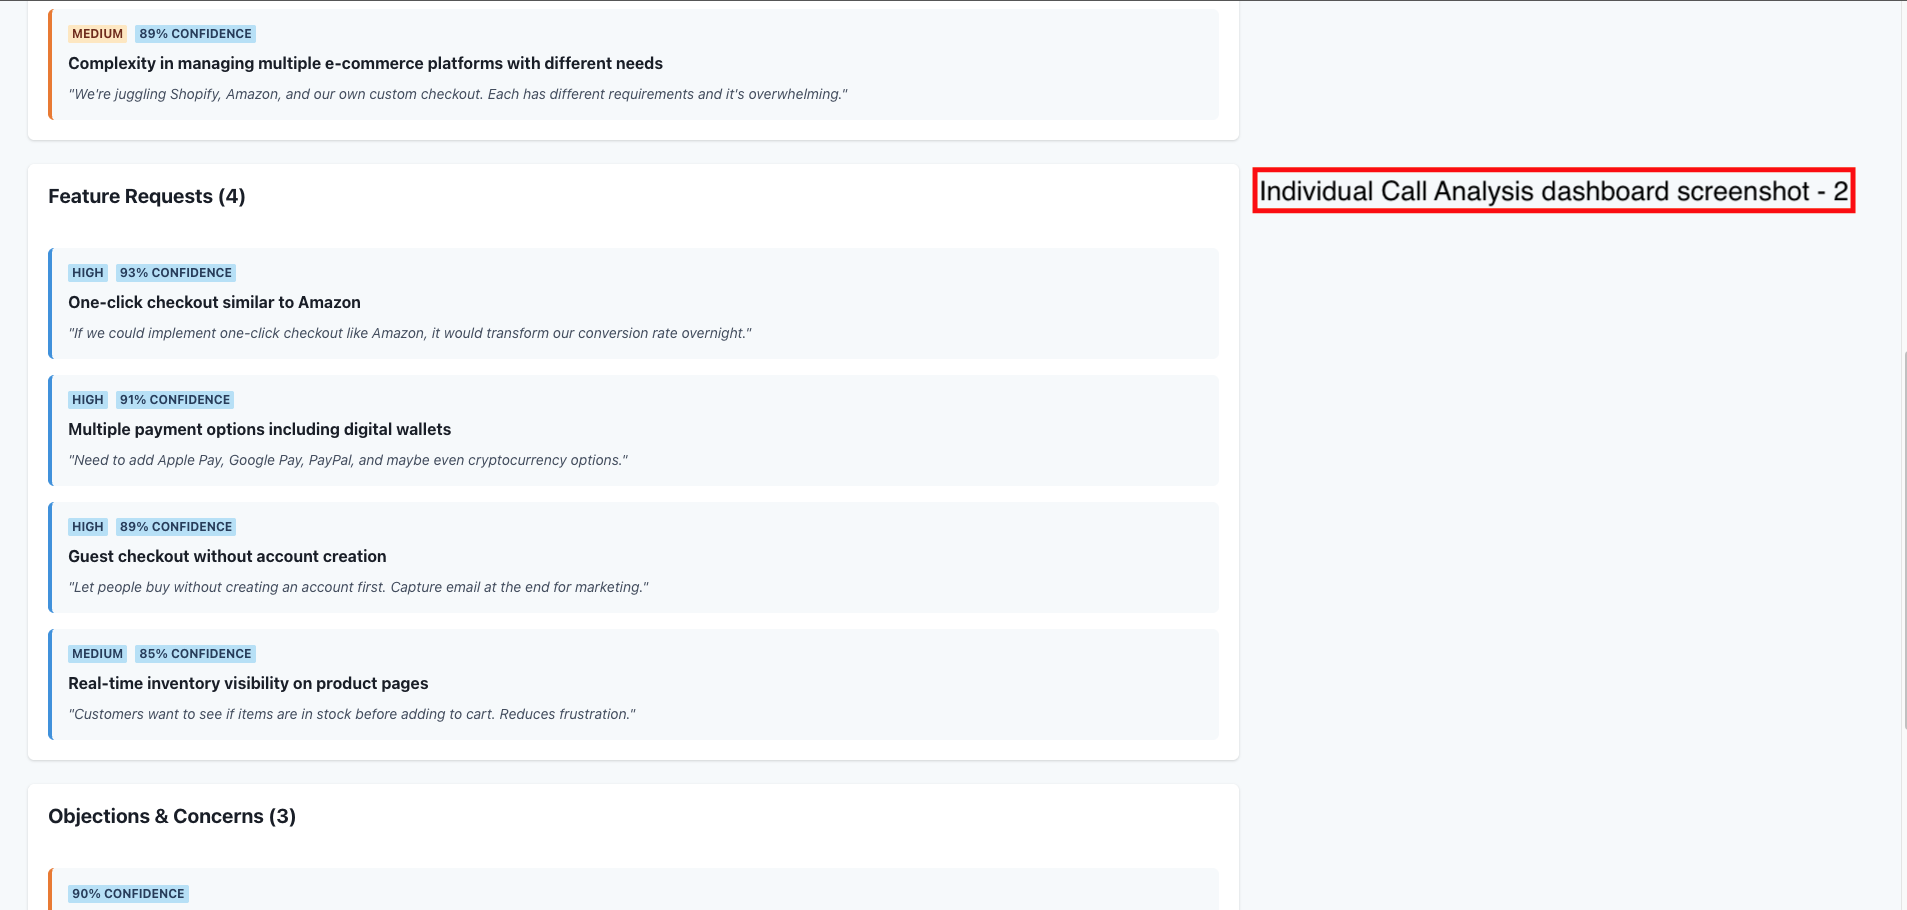 MEDIUM 89% CONFIDENCE
Complexity in managing multiple e-commerce platforms with different needs
"We're juggling Shopify, Amazon, and our own custom checkout. Each has different requirements and it's overwhelming."
Individual Call Analysis dashboard screenshot - 2
Feature Requests (4)
HIGH 93% CONFIDENCE
One-click checkout similar to Amazon
"If we could implement one-click checkout like Amazon, it would transform our conversion rate overnight."
HIGH 91% CONFIDENCE
Multiple payment options including digital wallets
"Need to add Apple Pay, Google Pay, PayPal, and maybe even cryptocurrency options."
HIGH 89% CONFIDENCE
Guest checkout without account creation
"Let people buy without creating an account first. Capture email at the end for marketing."
MEDIUM 85% CONFIDENCE
Real-time inventory visibility on product pages
"Customers want to see if items are in stock before adding to cart. Reduces frustration."
Objections & Concerns (3)
90% CONFIDENCE